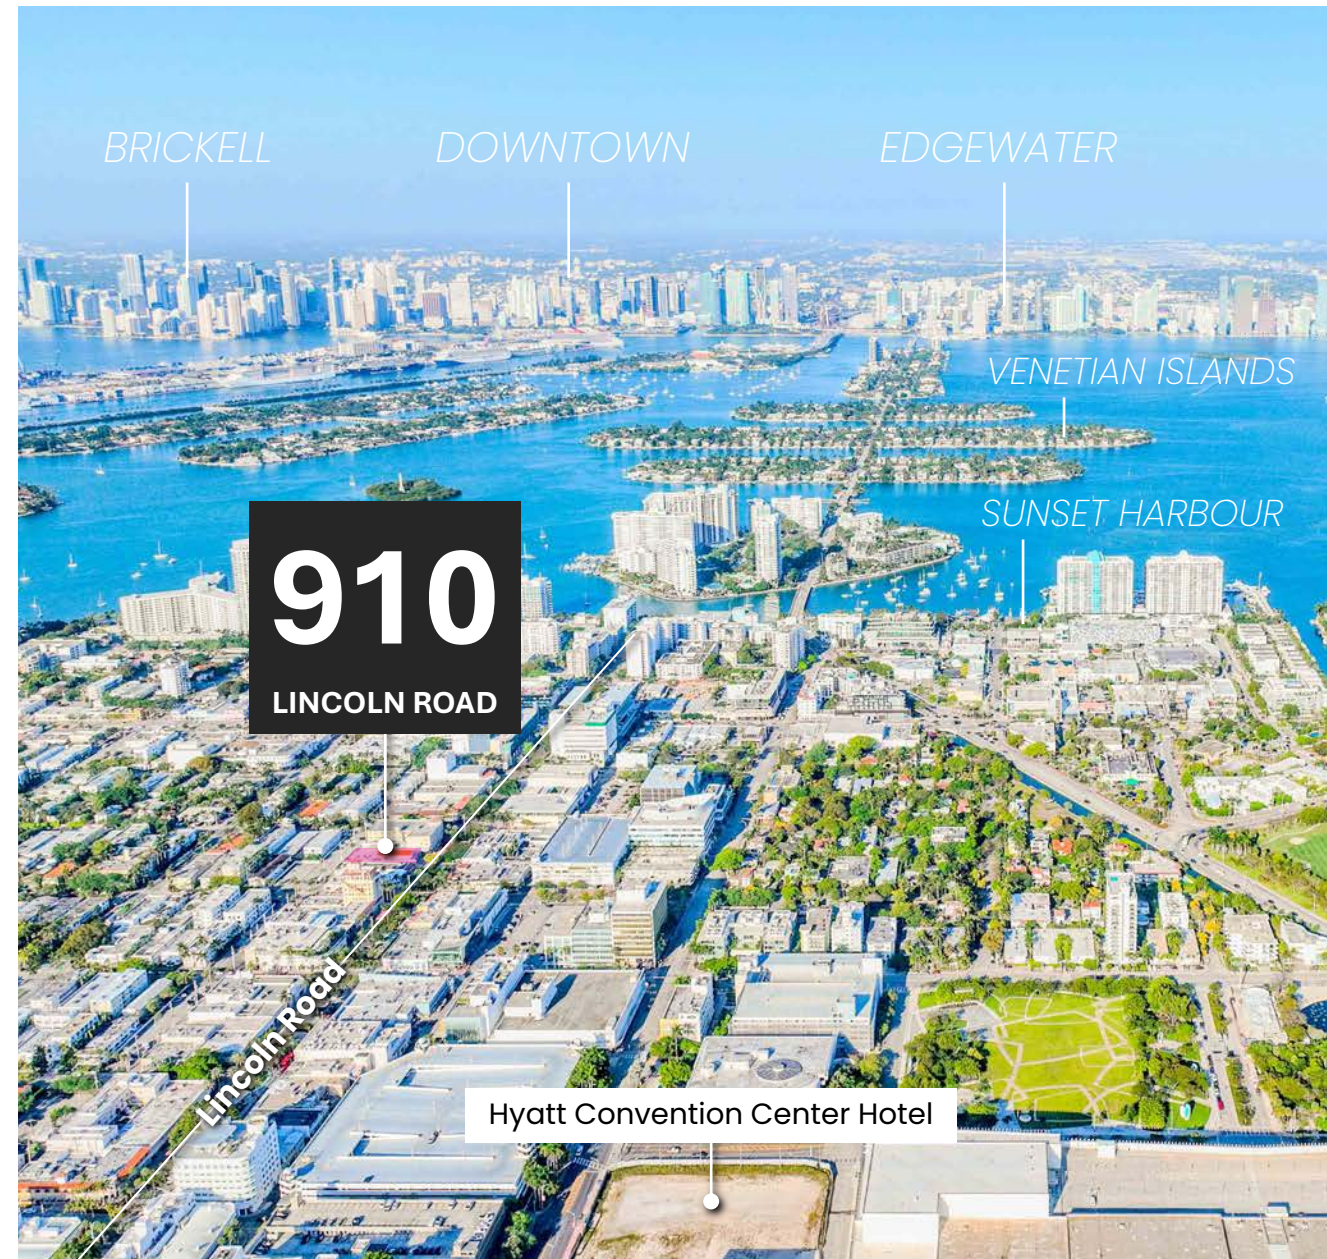 BRICKELL
DOWNTOWN
EDGEWATER
VENETIAN ISLANDS
SUNSET HARBOUR
910
LINCOLN ROAD
Lincoln Road
Hyatt Convention Center Hotel